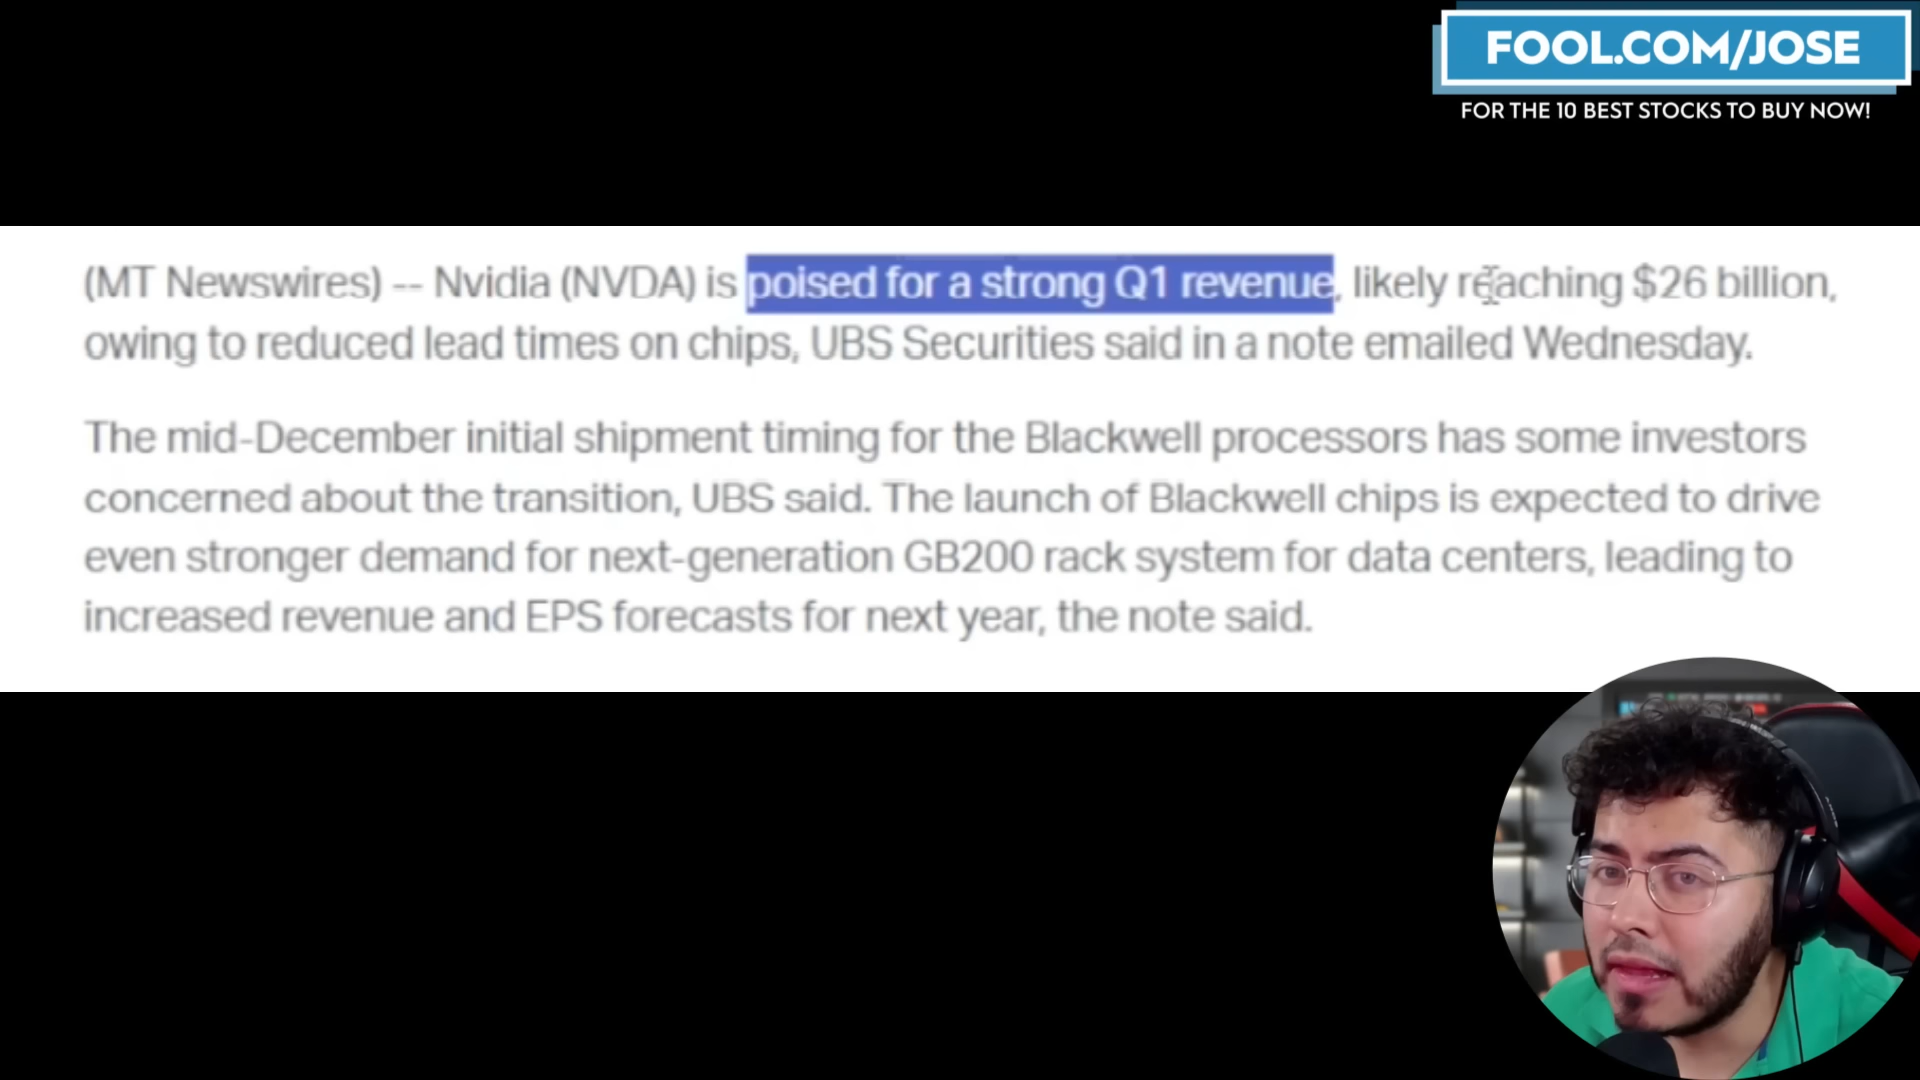 FOOL.COM/JOSE
FOR THE 10 BEST STOCKS TO BUY NOW!
(MT Newswires) -- Nvidia (NVDA) is poised for a strong Q1 revenue, likely reaching $26 billion,
owing to reduced lead times on chips, UBS Securities said in a note emailed Wednesday.
The mid-December initial shipment timing for the Blackwell processors has some investors
concerned about the transition, UBS said. The launch of Blackwell chips is expected to drive
even stronger demand for next-generation GB200 rack system for data centers, leading to
increased revenue and EPS forecasts for next year, the note said.